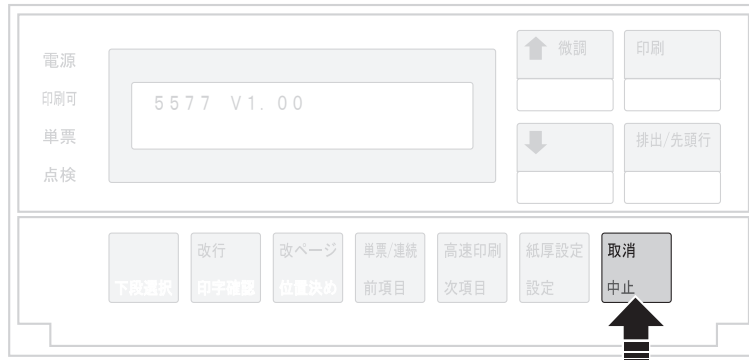 電源
印刷可
単票
点検
5577 V1.00
微調
印刷
排出/先頭行
下段選択
改行
印字確認
改ページ
位置決め
単票/連続
前項目
高速印刷
次項目
紙厚設定
設定
取消
中止